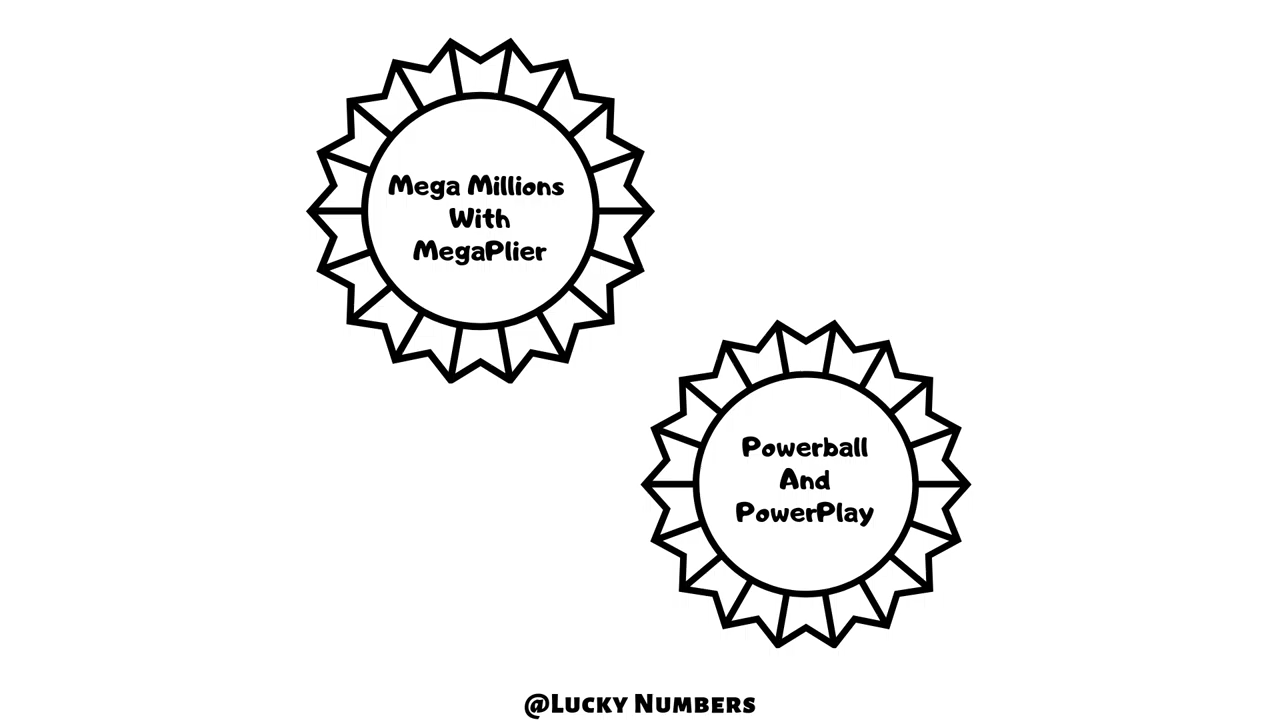 Mega Millions
With
MegaPlier
Powerball
And
PowerPlay
@Lucky Numbers